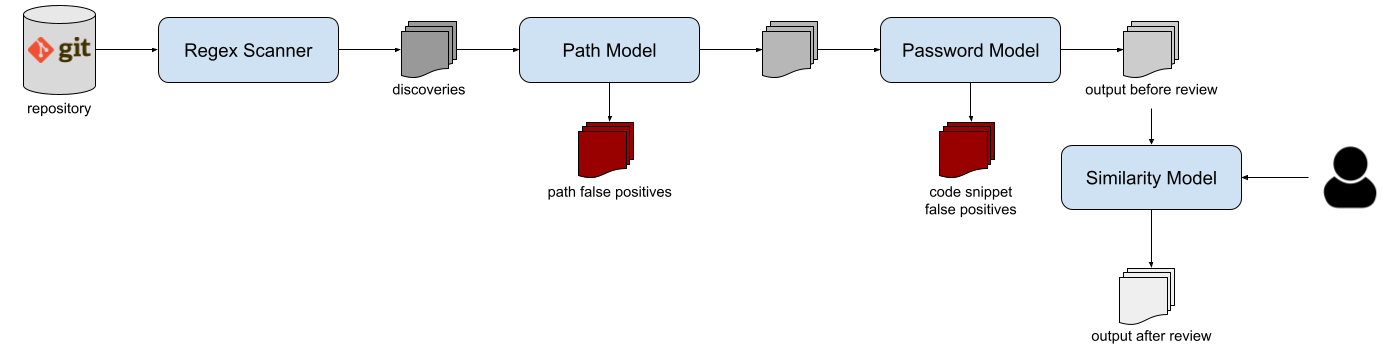 git
repository
Regex Scanner
discoveries
Path Model
path false positives
Password Model
code snippet
false positives
output before review
Similarity Model
output after review